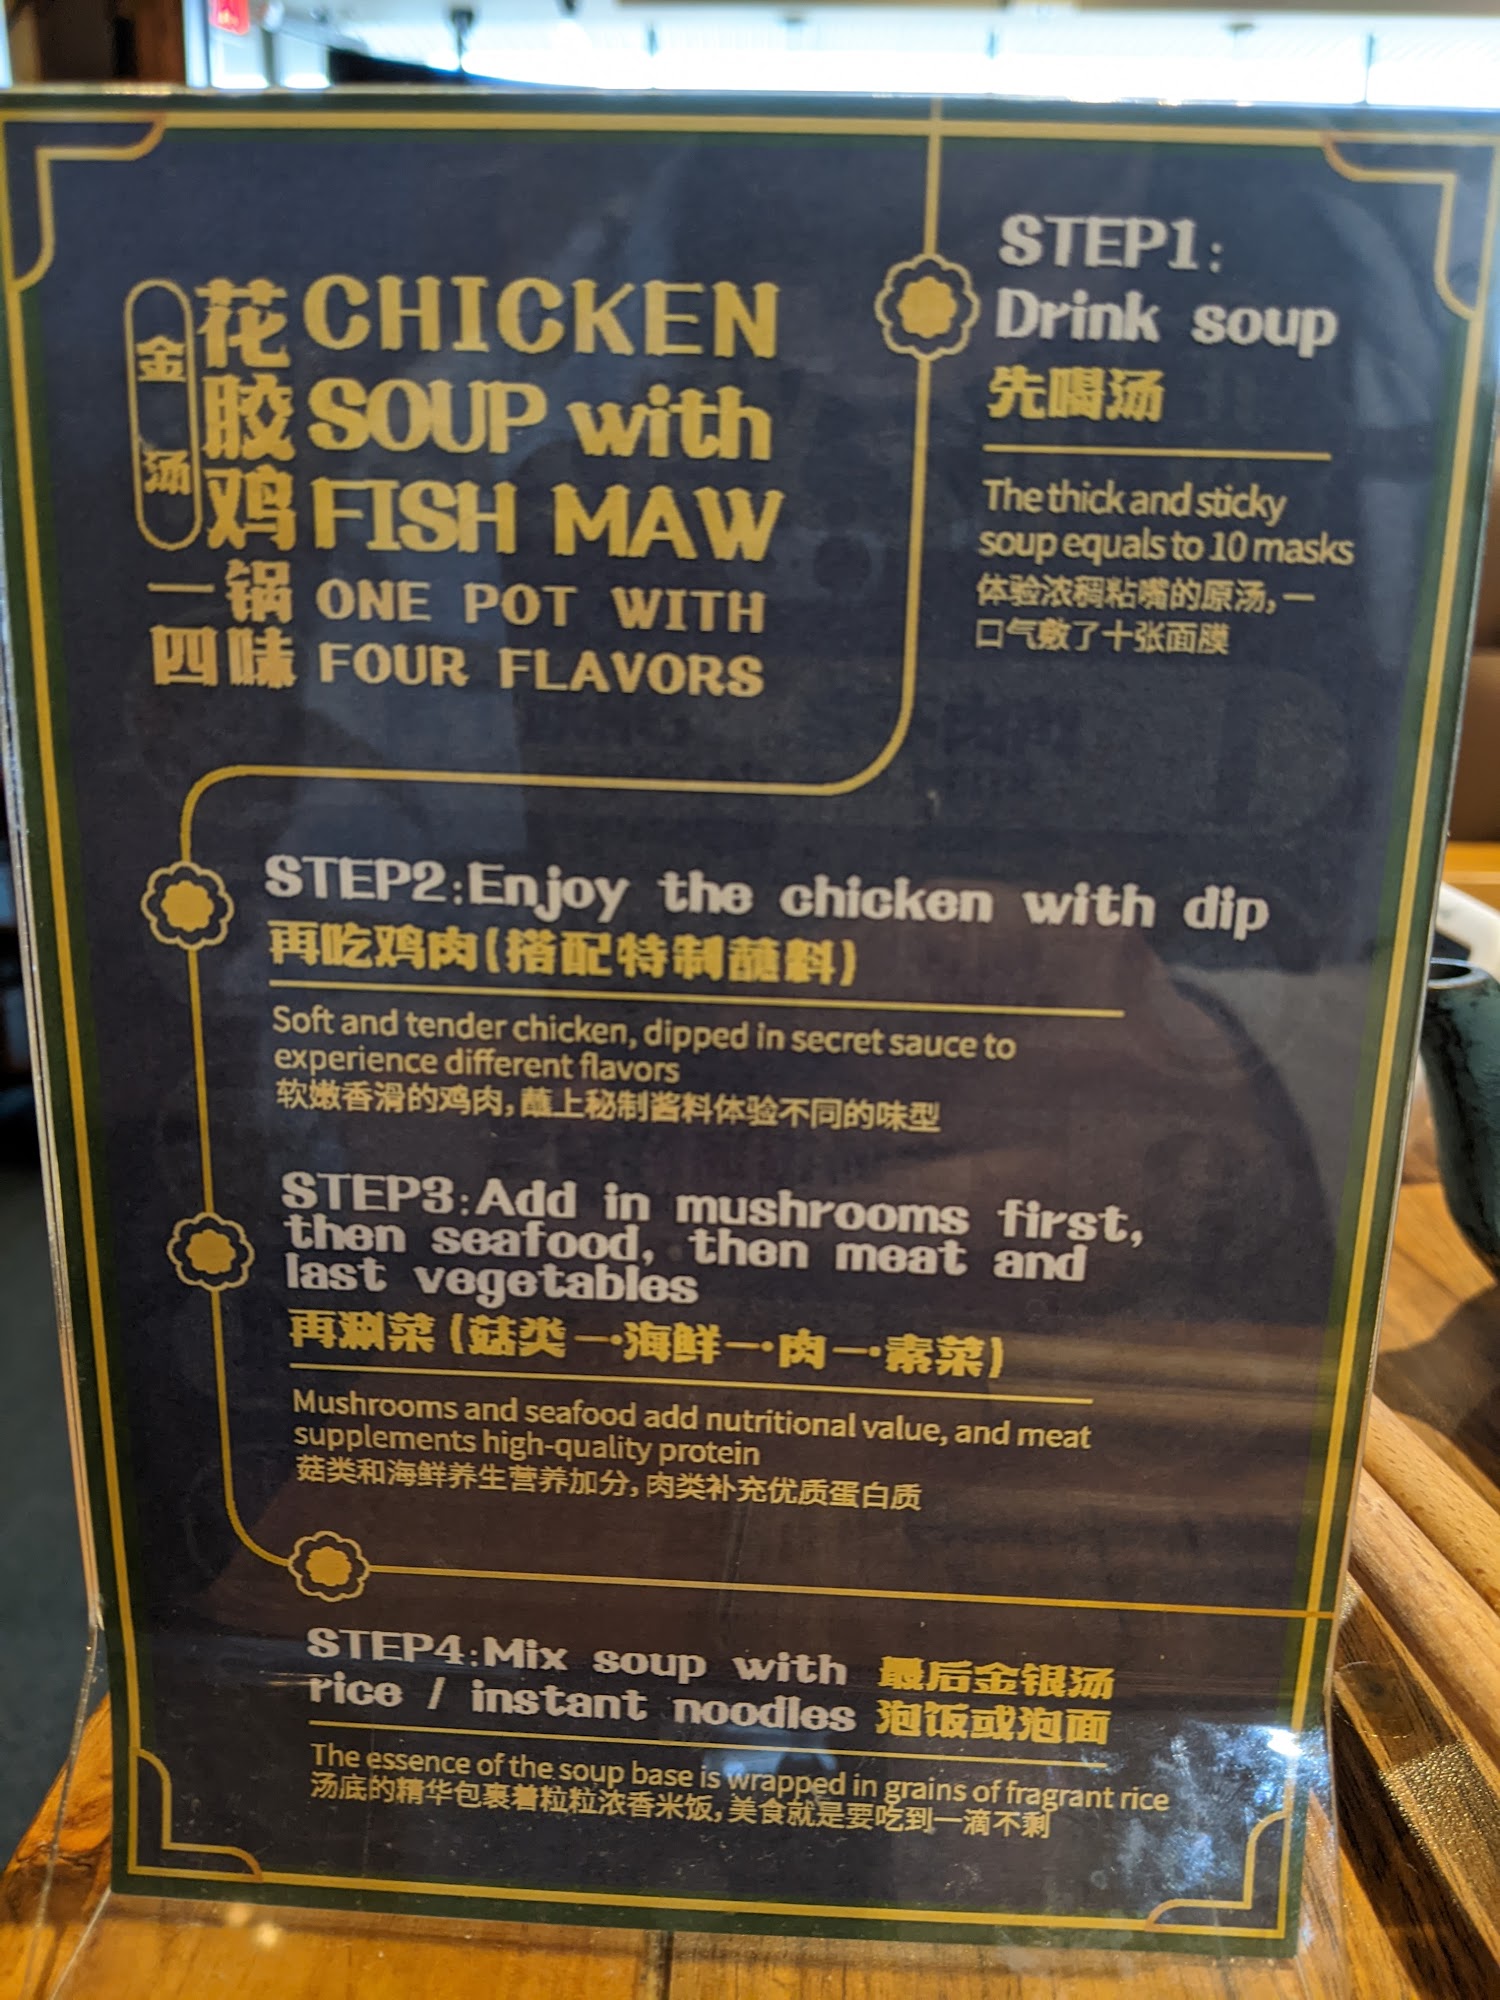 金汤
花胶鸡
CHICKEN
SOUP with
FISH MAW
一锅
四味
ONE POT WITH
FOUR FLAVORS
STEP1:
Drink soup
先喝汤
The thick and sticky
soup equals to 10 masks
体验浓稠粘嘴的原汤,一
口气敷了十张面膜
STEP2:Enjoy the chicken with dip
再吃鸡肉(搭配特制蘸料)
Soft and tender chicken, dipped in secret sauce to
experience different flavors
软嫩香滑的鸡肉,蘸上秘制酱料体验不同的味型
STEP3:Add in mushrooms first,
then seafood, then meat and
last vegetables
再涮菜(菇类一·海鲜一·肉一·素菜)
Mushrooms and seafood add nutritional value, and meat
supplements high-quality protein
菇类和海鲜养生营养加分,肉类补充优质蛋白质
STEP4:Mix soup with
rice / instant noodles
最后金银汤
泡饭或泡面
The essence of the soup base is wrapped in grains of fragrant rice
汤底的精华包裹着粒粒浓香米饭,美食就是要吃到一滴不剩